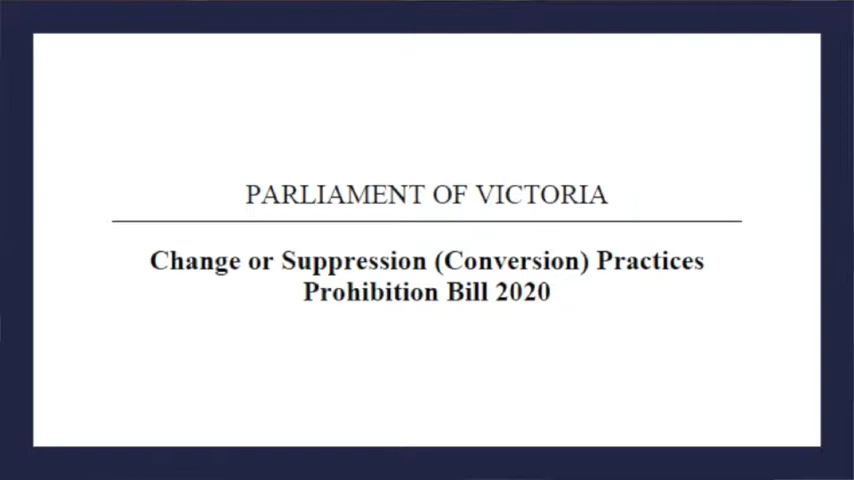 PARLIAMENT OF VICTORIA
Change or Suppression (Conversion) Practices
Prohibition Bill 2020